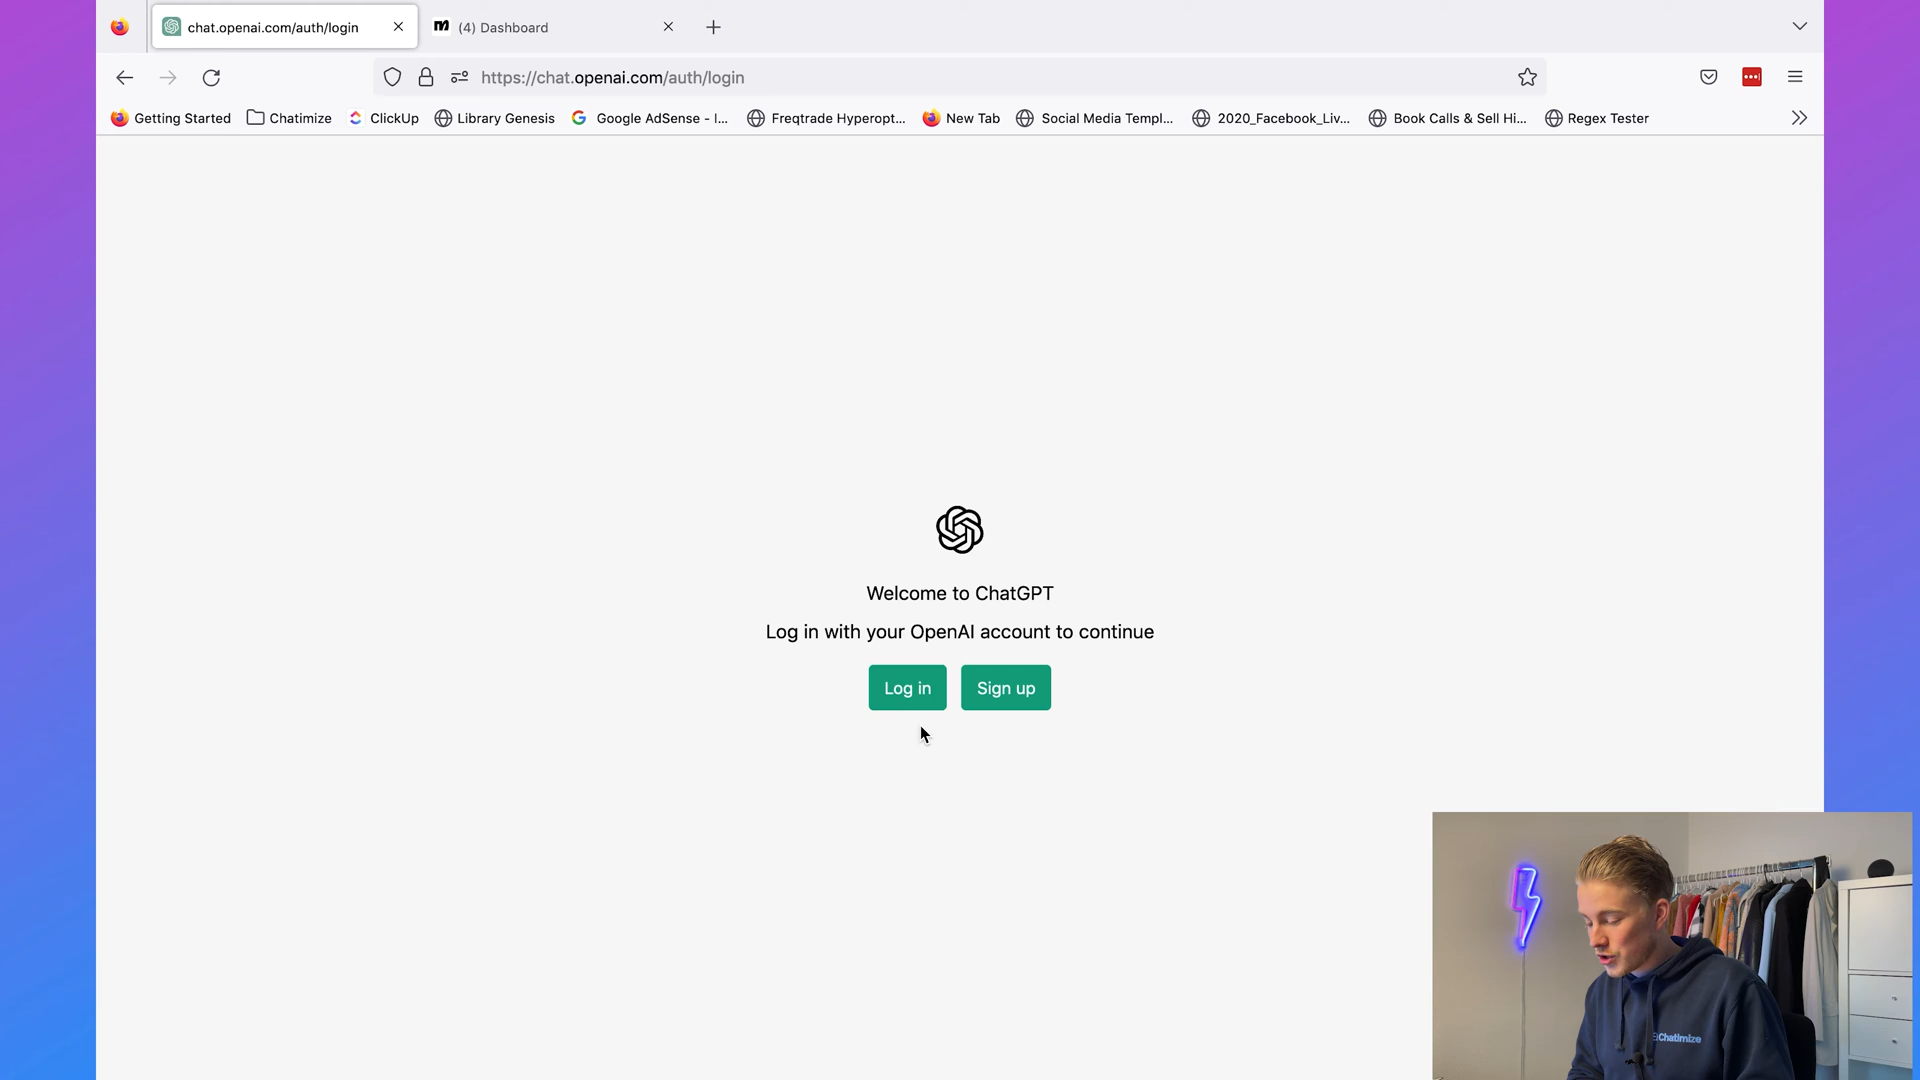 chat.openai.com/auth/login
(4) Dashboard
https://chat.openai.com/auth/login
Getting Started
Chatimize
ClickUp
Library Genesis
Google AdSense - I...
Freqtrade Hyperopt...
New Tab
Social Media Templ...
2020_Facebook_Liv...
Book Calls & Sell Hi...
Regex Tester
Welcome to ChatGPT
Log in with your OpenAI account to continue
Log in
Sign up
Chatimize